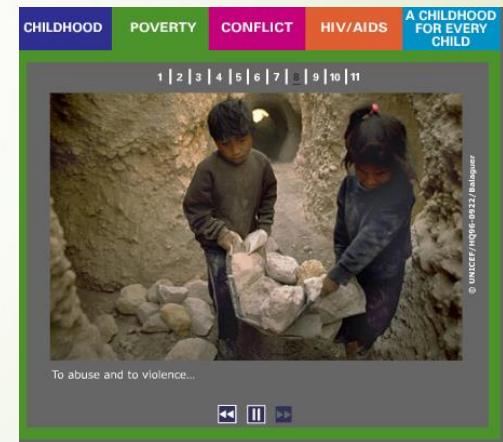 CHILDHOOD POVERTY CONFLICT HIV/AIDS A CHILDHOOD
FOR EVERY
CHILD
1 | 2 | 3 | 4 | 5 | 6 | 7 | 8 | 9 | 10 | 11
© UNICEF/HQ96-0922/Balaguer
To abuse and to violence...